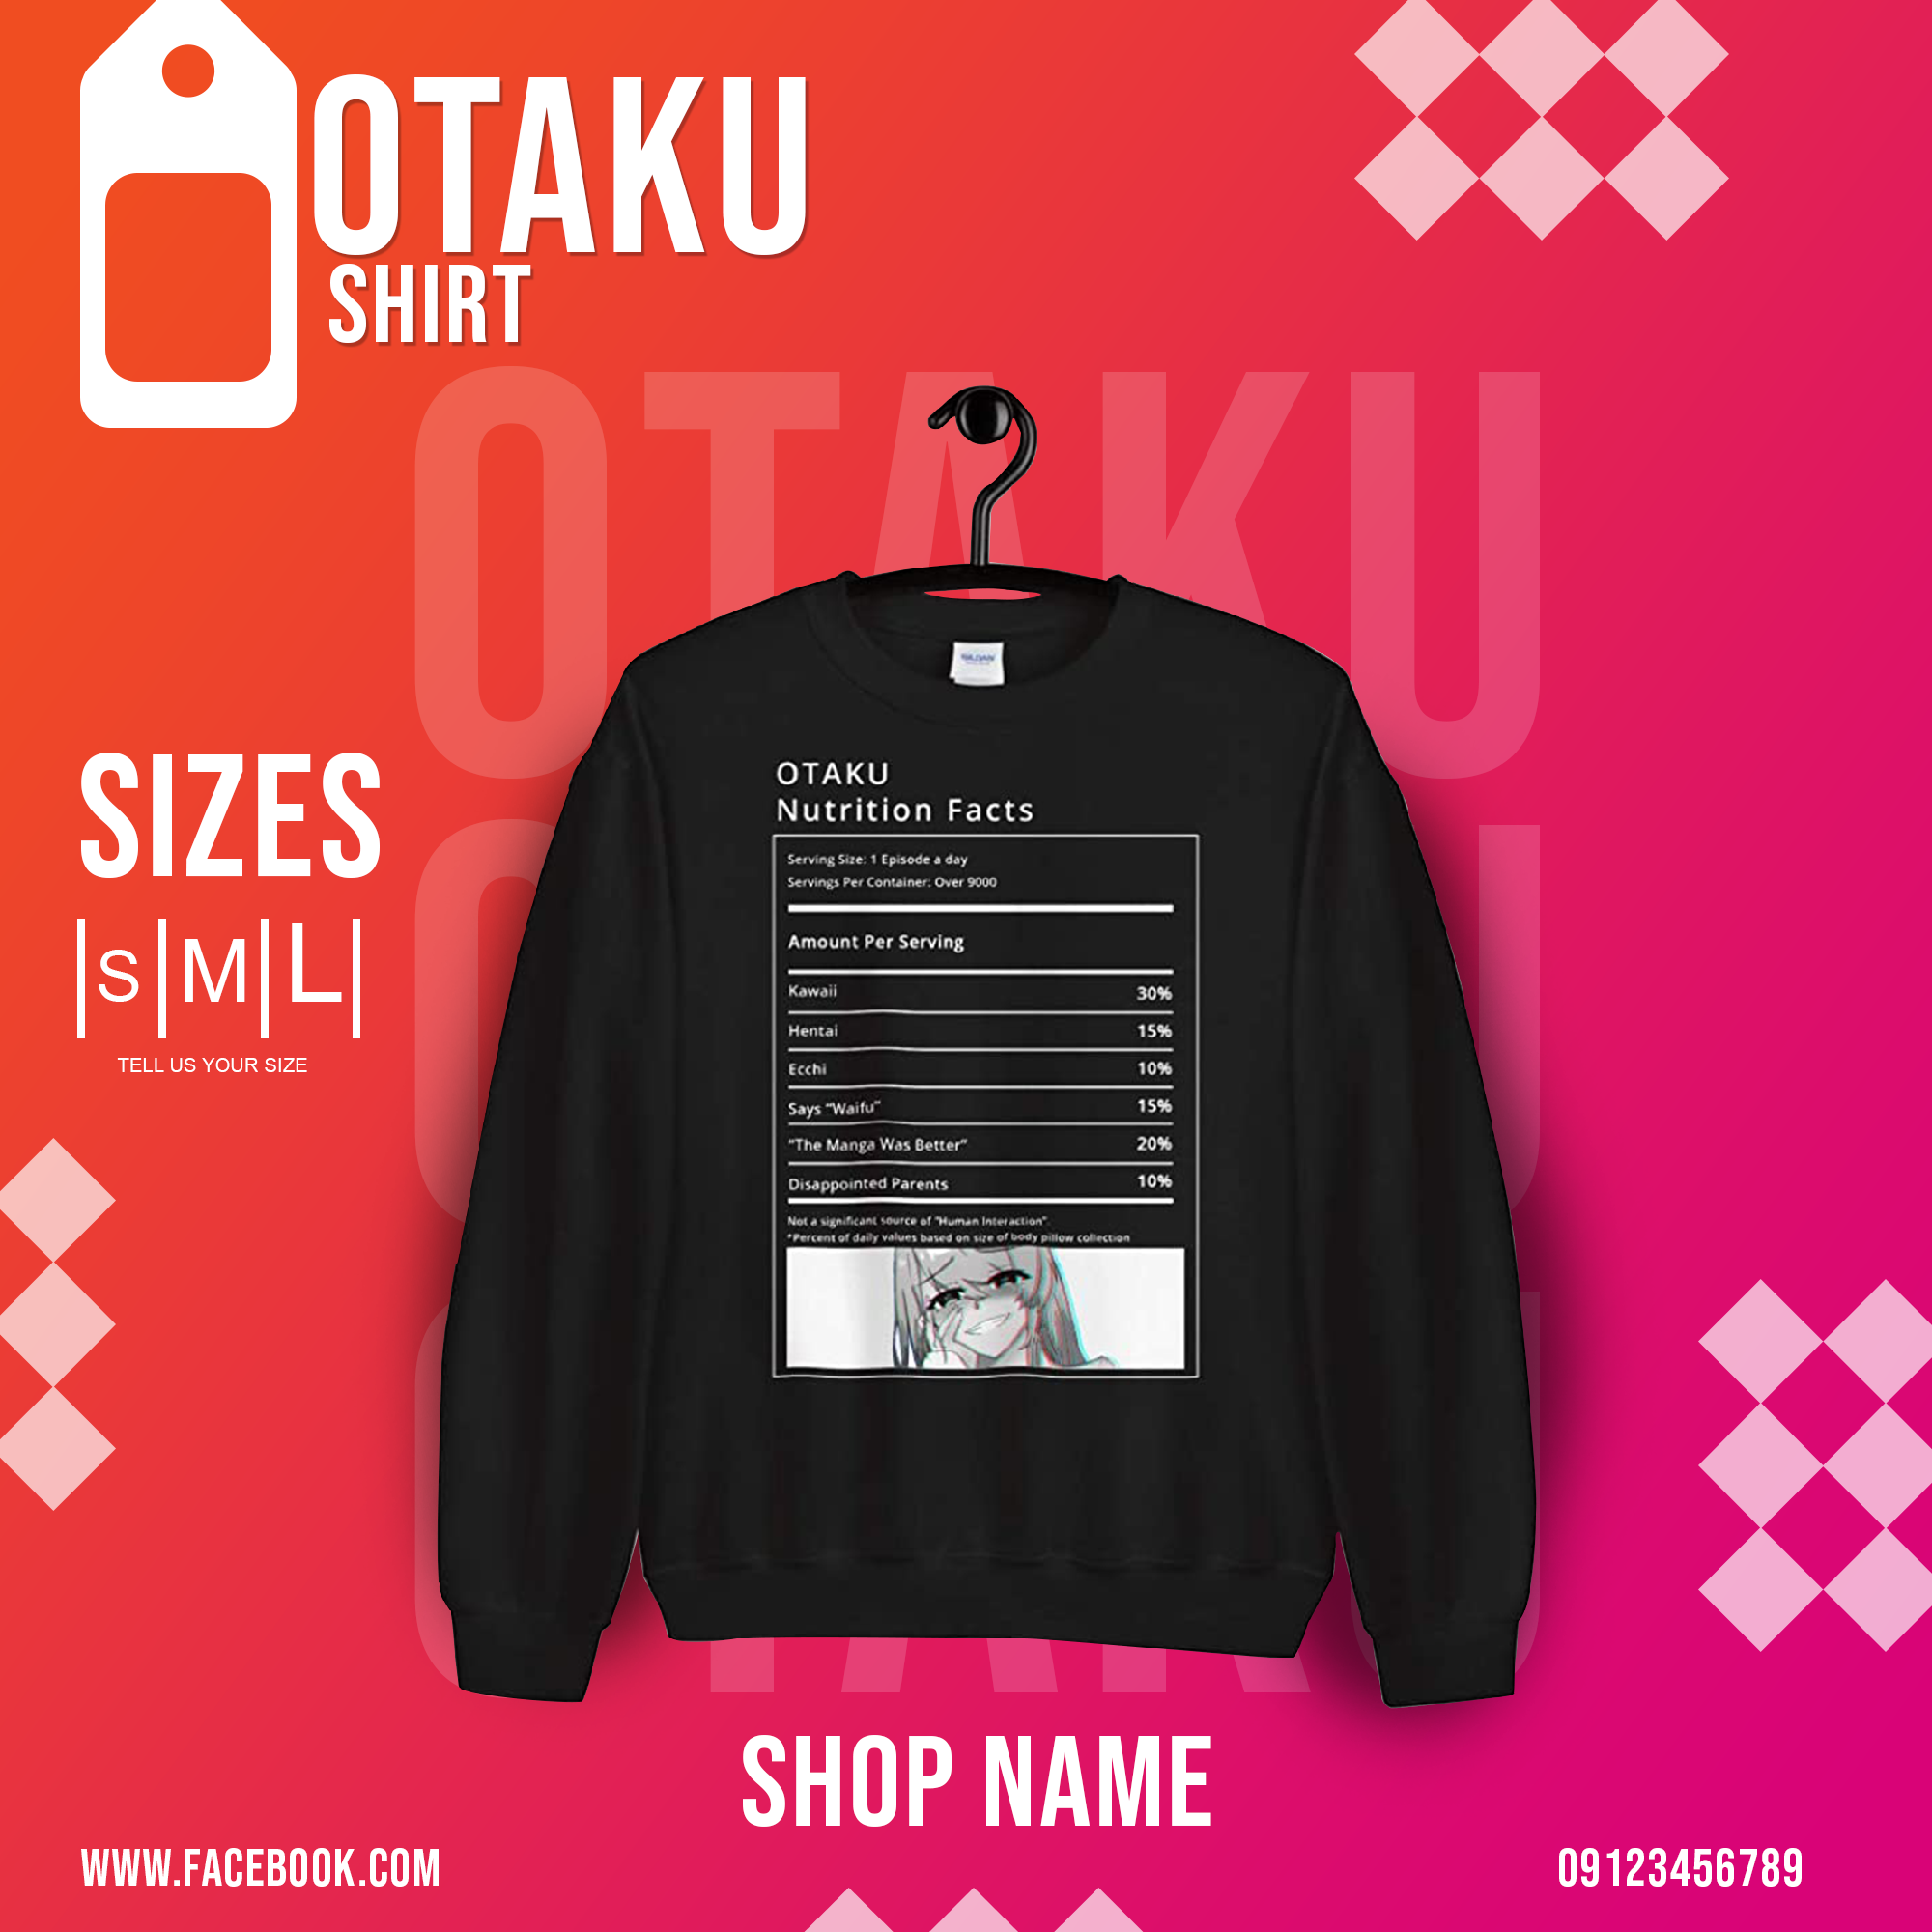 OTAKU
SHIRT
OTAKU
SIZES
|S|M|L|
TELL US YOUR SIZE
OTAKU
Nutrition Facts
Serving Size: 1 Episode a day
Servings Per Container: Over 9000
Amount Per Serving
Kawaii 30%
Hentai 15%
Ecchi 10%
Says “Waifu” 15%
“The Manga Was Better” 20%
Disappointed Parents 10%
Not a significant source of "Human Interaction".
*Percent of daily values based on size of body pillow collection
OTAKU
SHOP NAME
WWW.FACEBOOK.COM
09123456789